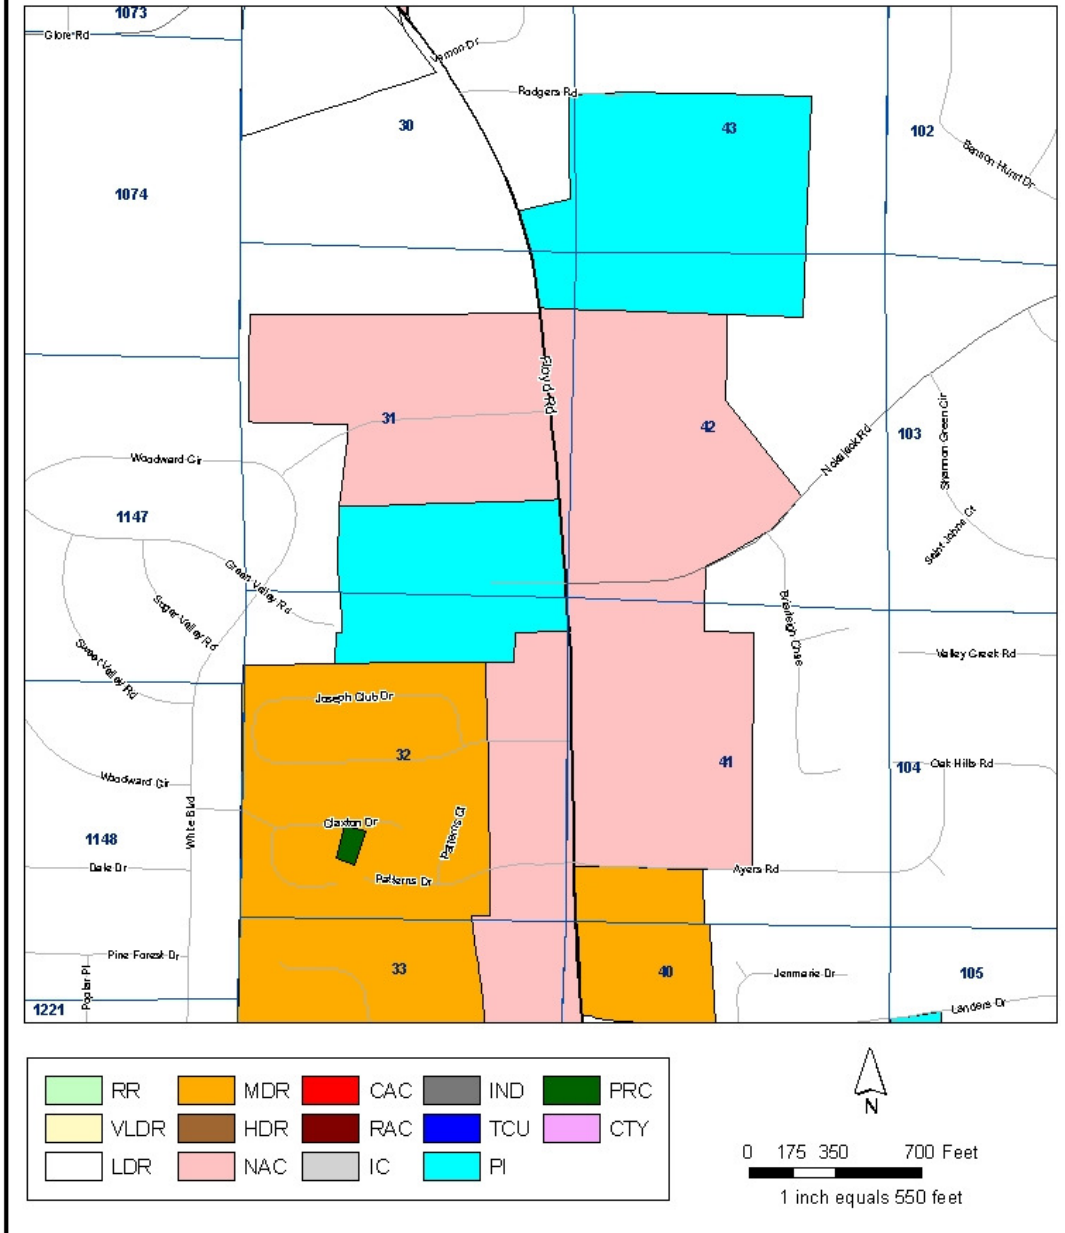 1073
Glore Rd
Vernon Dr
Rodgers Rd
30
43
102
Benson Hurst Dr
1074
Floyd Rd
31
42
Nokajack Rd
103
Shannon Green Cir
Woodward Cir
1147
Saint Johns Ct
Green Valley Rd
Sugar Valley Rd
Sweet Valley Rd
Brierleigh Chse
Valley Creek Rd
Joseph Club Dr
32
41
104
Oak Hills Rd
Woodward Cir
White Blvd
Claxton Dr
Patterns Ct
1148
Dale Dr
Patterns Dr
Ayers Rd
Pine Forest Dr
Poplar Pl
33
40
Jenmarie Dr
105
Landers Dr
1221
RR MDR CAC IND PRC
VLDR HDR RAC TCU CTY
LDR NAC IC PI
N
0 175 350 700 Feet
1 inch equals 550 feet